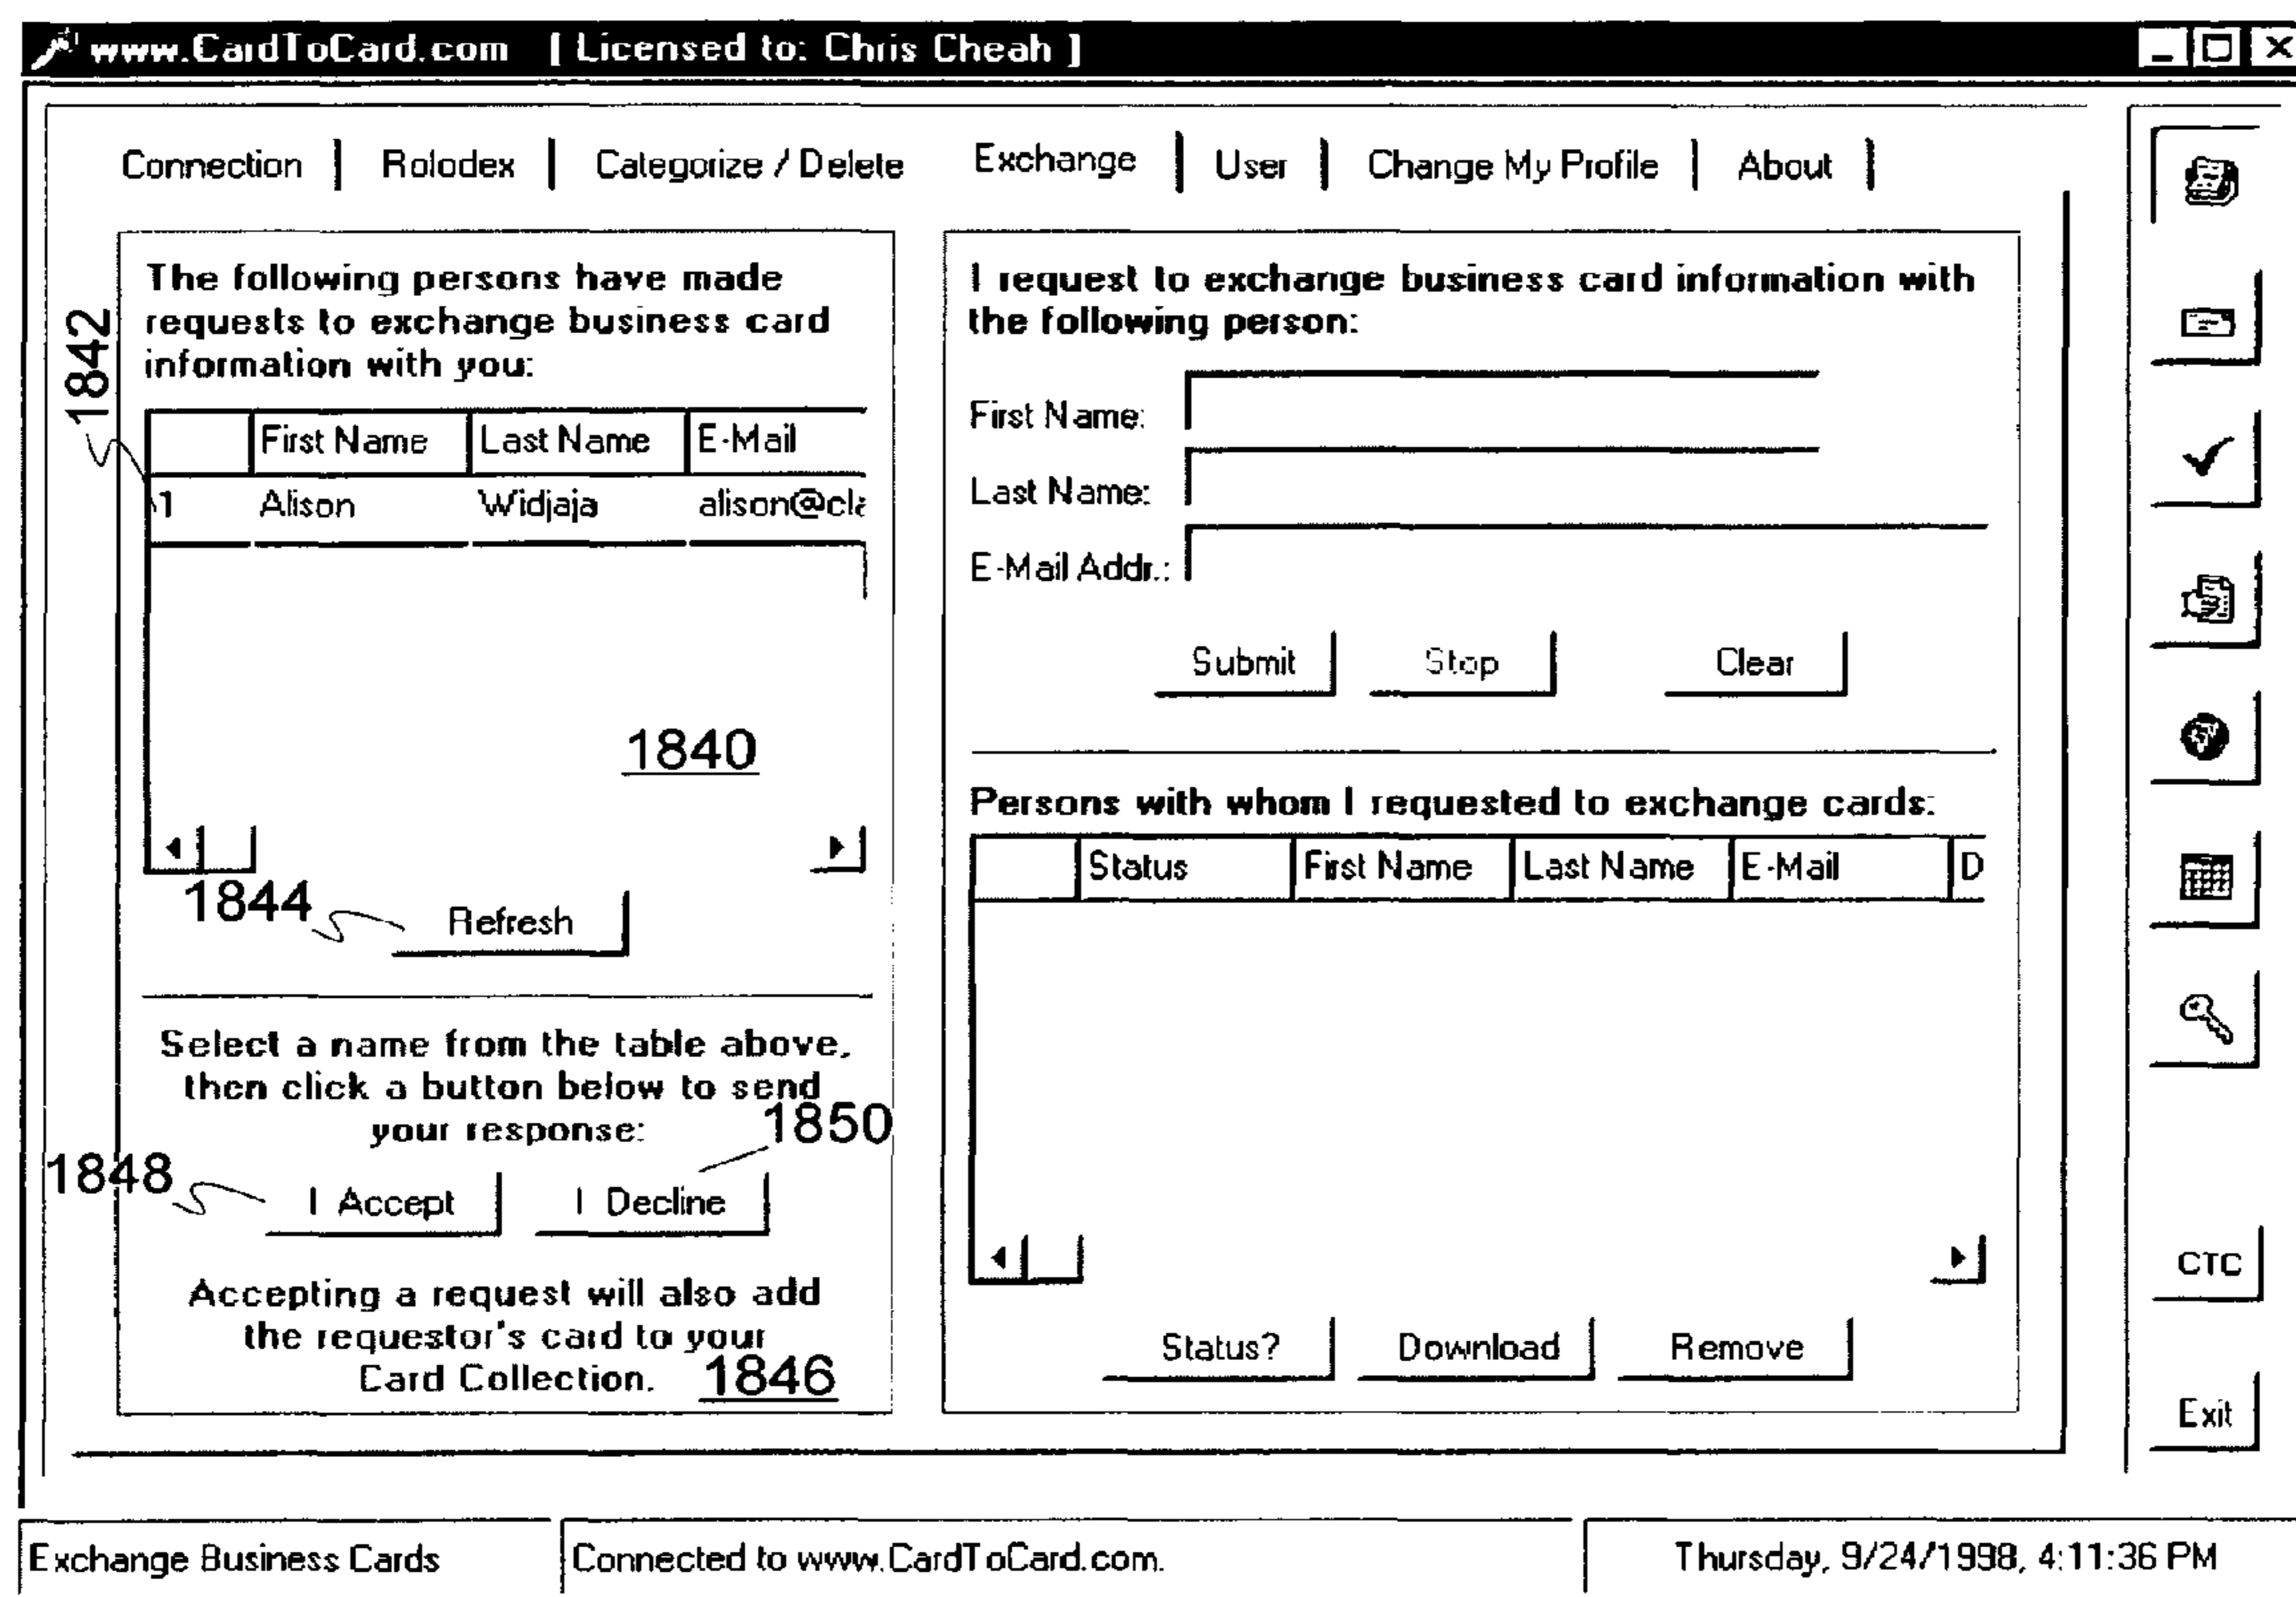 www.CardToCard.com [ Licensed to: Chris Cheah ]
Connection Rolodex Categorize / Delete Exchange User Change My Profile About
The following persons have made
requests to exchange business card
information with you:
1842
First Name Last Name E-Mail
1 Alison Widjaja alison@cla
1840
1844
Refresh
Select a name from the table above,
then click a button below to send
your response:
1850
1848
I Accept I Decline
Accepting a request will also add
the requestor's card to your
Card Collection.
1846
I request to exchange business card information with
the following person:
First Name:
Last Name:
E-Mail Addr.:
Submit Stop Clear
Persons with whom I requested to exchange cards:
Status First Name Last Name E-Mail D
Status? Download Remove
CTC
Exit
Exchange Business Cards Connected to www.CardToCard.com. Thursday, 9/24/1998, 4:11:36 PM